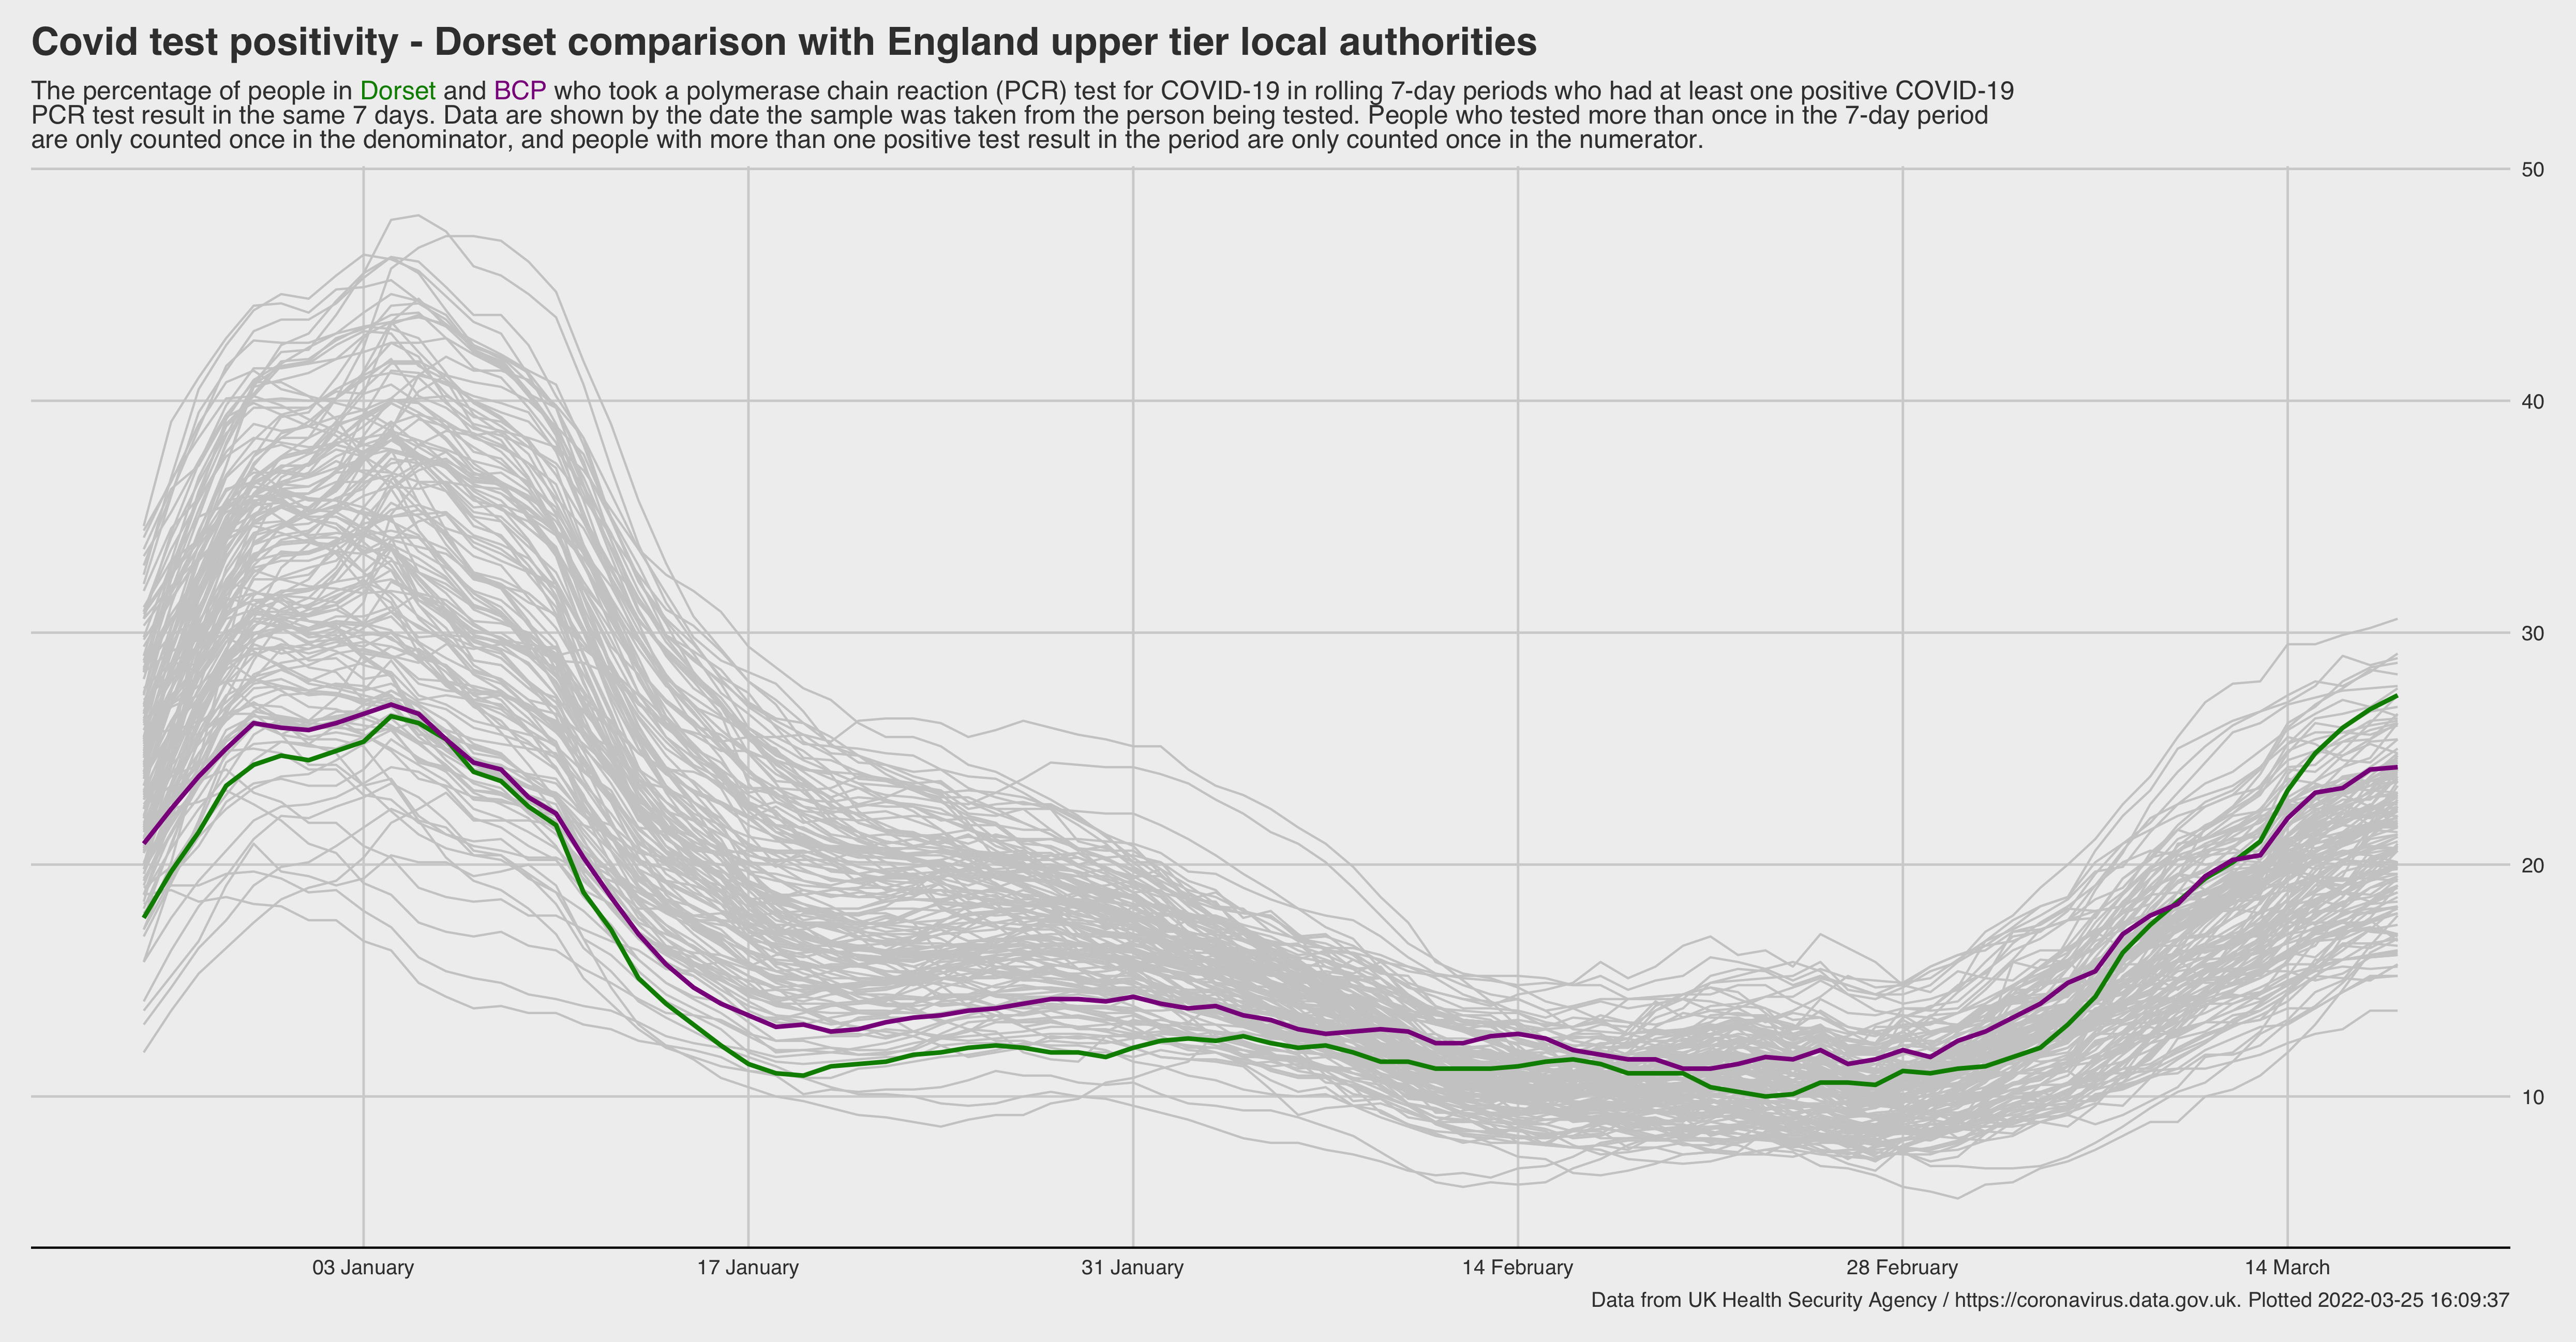 Covid test positivity - Dorset comparison with England upper tier local authorities
The percentage of people in Dorset and BCP who took a polymerase chain reaction (PCR) test for COVID-19 in rolling 7-day periods who had at least one positive COVID-19
PCR test result in the same 7 days. Data are shown by the date the sample was taken from the person being tested. People who tested more than once in the 7-day period
are only counted once in the denominator, and people with more than one positive test result in the period are only counted once in the numerator.
50
40
30
20
10
03 January
17 January
31 January
14 February
28 February
14 March
Data from UK Health Security Agency / https://coronavirus.data.gov.uk. Plotted 2022-03-25 16:09:37